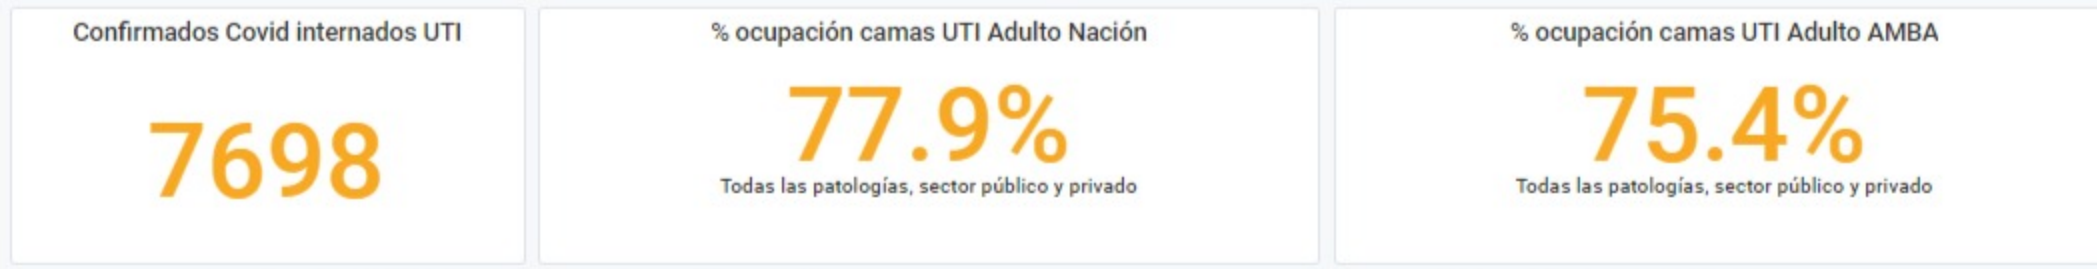 Confirmados Covid internados UTI
7698
% ocupación camas UTI Adulto Nación
77.9%
Todas las patologías, sector público y privado
% ocupación camas UTI Adulto AMBA
75.4%
Todas las patologías, sector público y privado